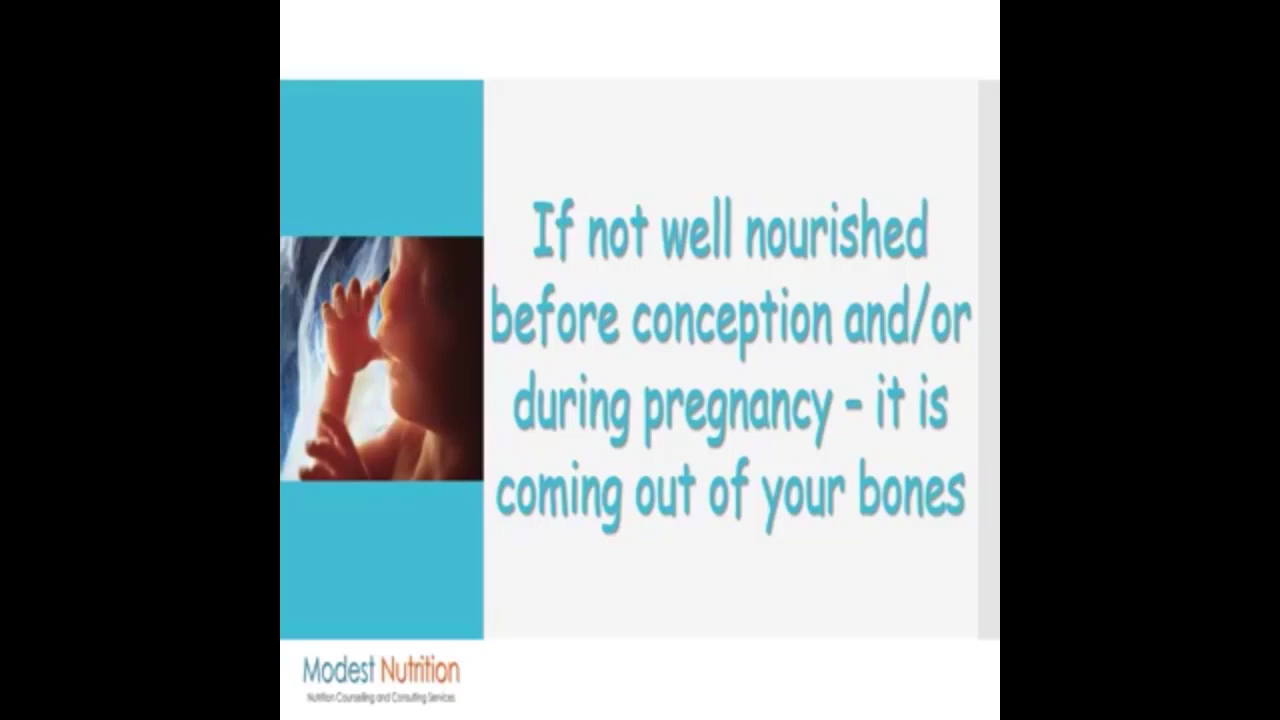 If not well nourished
before conception and/or
during pregnancy - it is
coming out of your bones
Modest Nutrition
Nutrition Counselling and Consulting Services